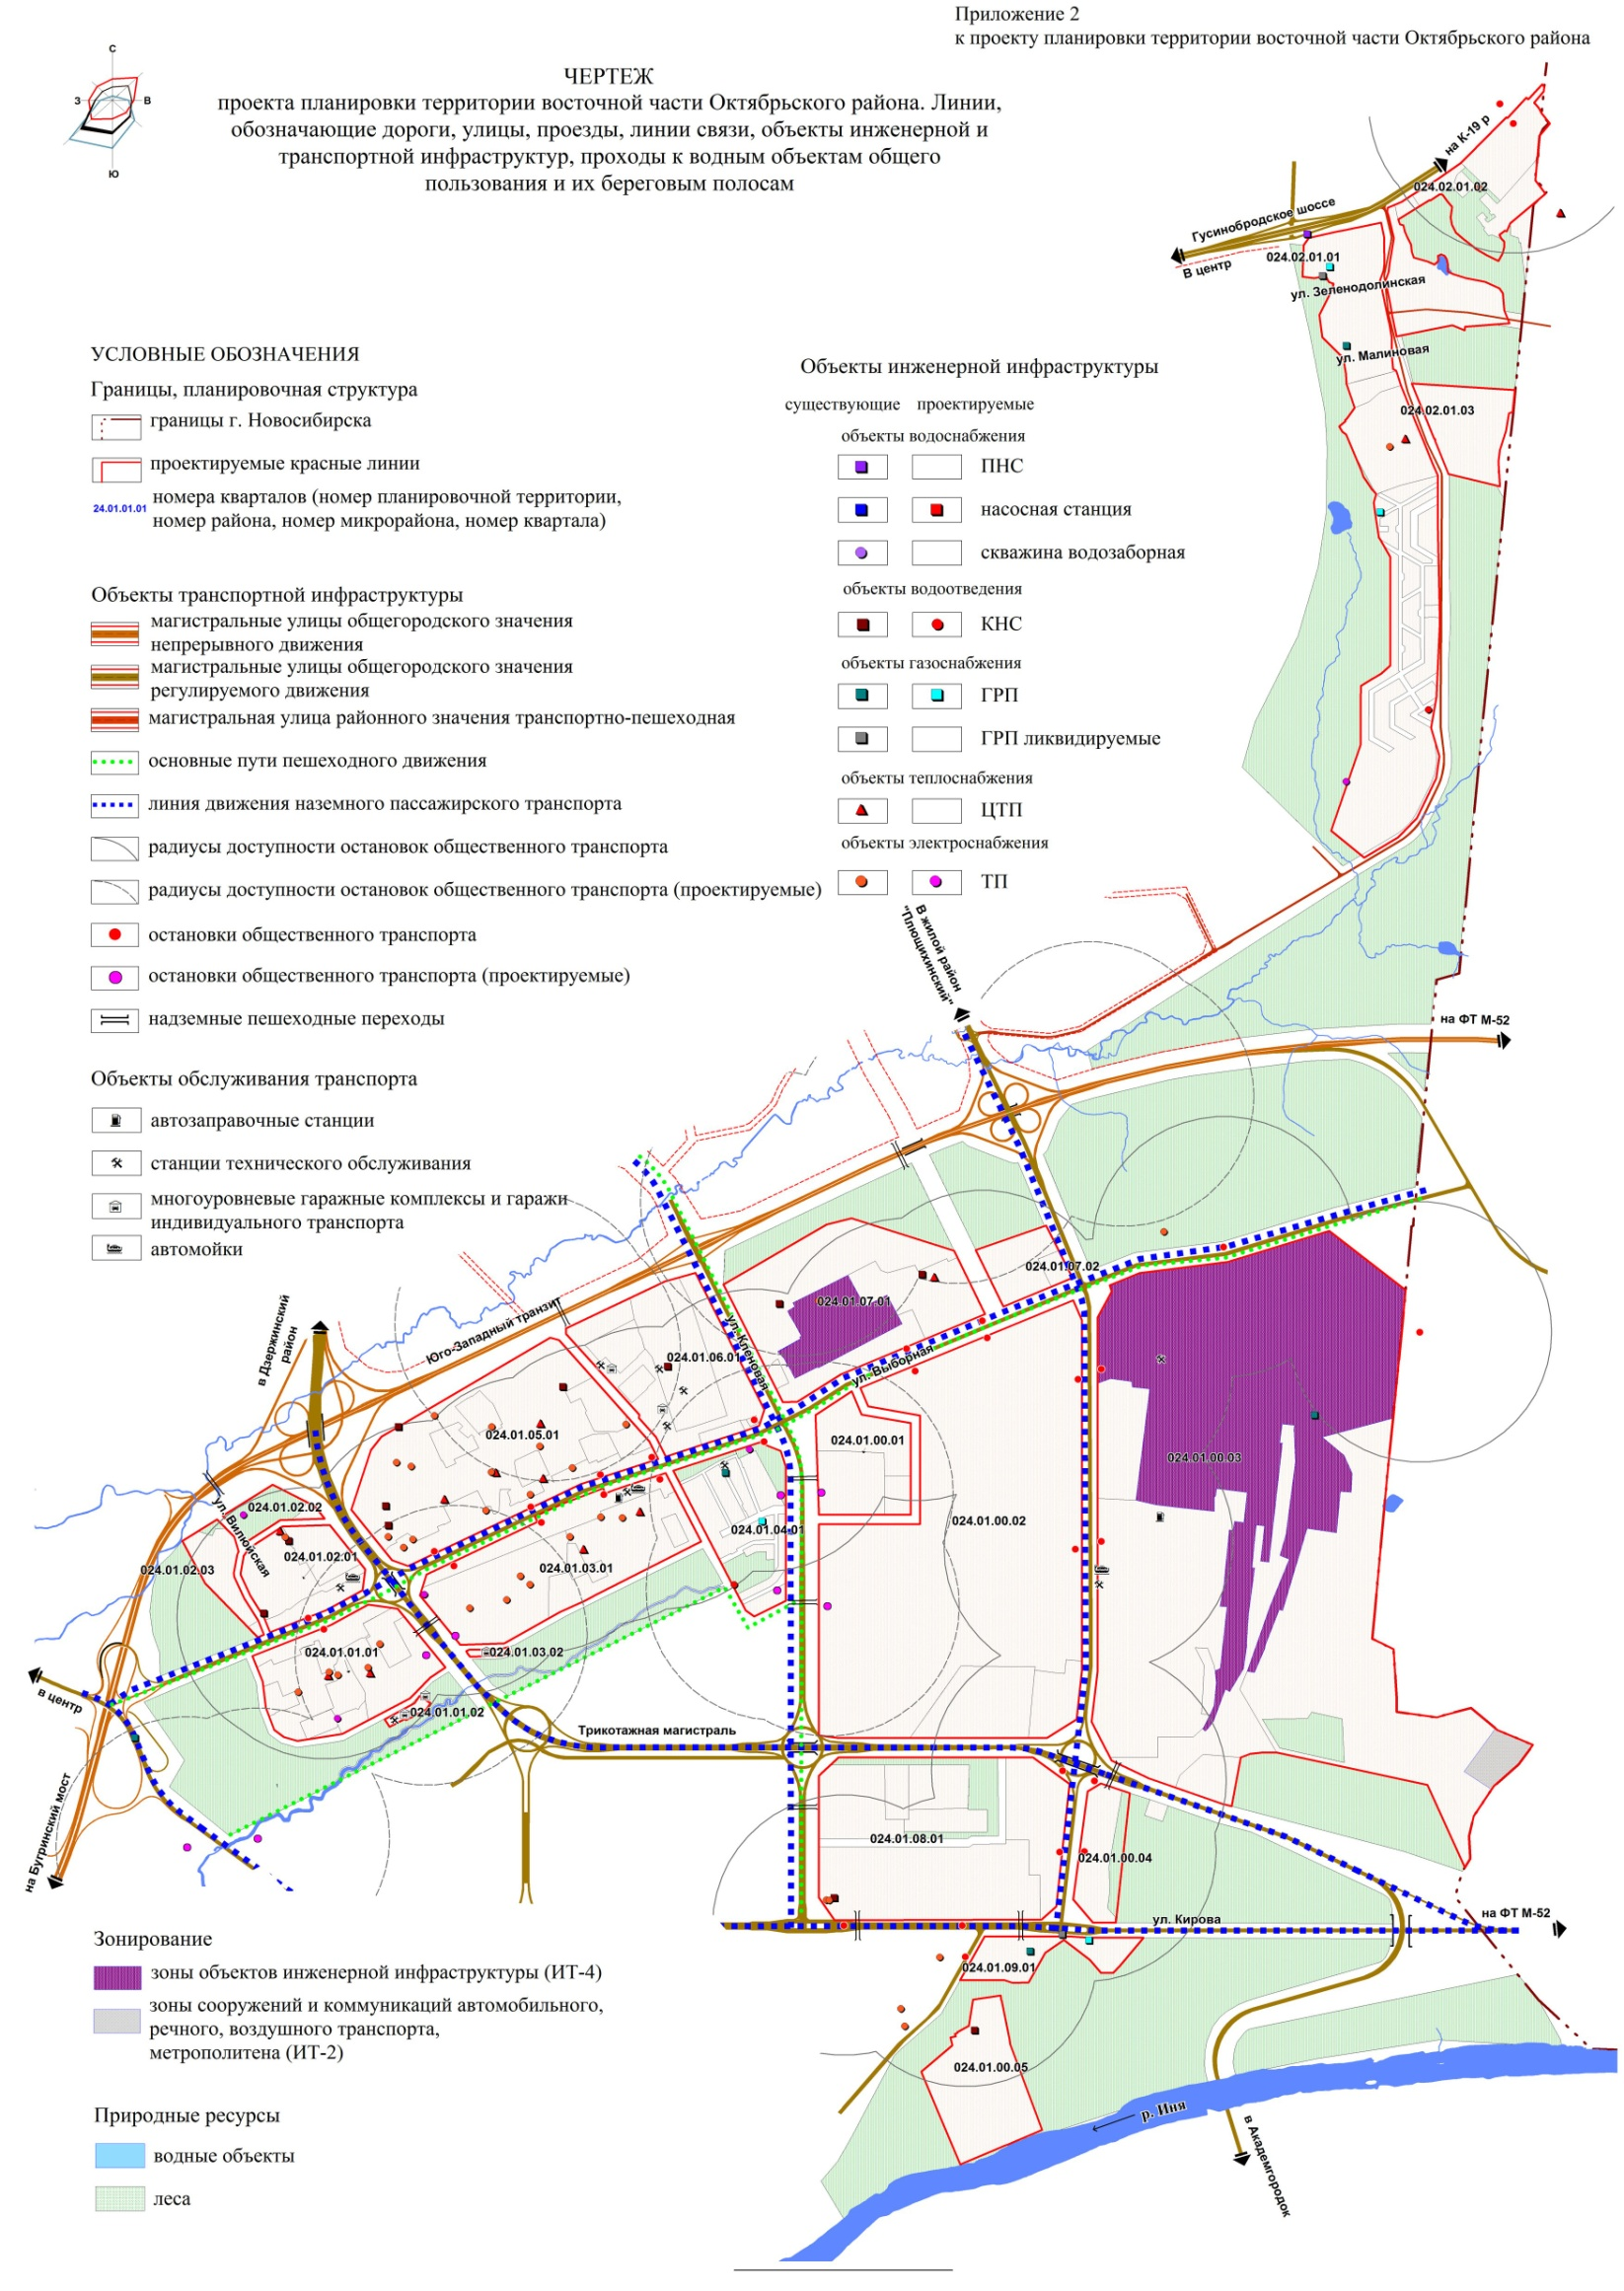 Приложение 2
к проекту планировки территории восточной части Октябрьского района
С
З
В
Ю
ЧЕРТЕЖ
проекта планировки территории восточной части Октябрьского района. Линии,
обозначающие дороги, улицы, проезды, линии связи, объекты инженерной и
транспортной инфраструктур, проходы к водным объектам общего
пользования и их береговым полосам
УСЛОВНЫЕ ОБОЗНАЧЕНИЯ
Границы, планировочная структура
границы г. Новосибирска
проектируемые красные линии
24.01.01.01
номера кварталов (номер планировочной территории,
номер района, номер микрорайона, номер квартала)
Объекты транспортной инфраструктуры
магистральные улицы общегородского значения
непрерывного движения
магистральные улицы общегородского значения
регулируемого движения
магистральная улица районного значения транспортно-пешеходная
основные пути пешеходного движения
линия движения наземного пассажирского транспорта
радиусы доступности остановок общественного транспорта
радиусы доступности остановок общественного транспорта (проектируемые)
остановки общественного транспорта
остановки общественного транспорта (проектируемые)
надземные пешеходные переходы
Объекты обслуживания транспорта
автозаправочные станции
станции технического обслуживания
многоуровневые гаражные комплексы и гаражи
индивидуального транспорта
автомойки
Объекты инженерной инфраструктуры
существующие проектируемые
объекты водоснабжения
ПНС
насосная станция
скважина водозаборная
объекты водоотведения
КНС
объекты газоснабжения
ГРП
ГРП ликвидируемые
объекты теплоснабжения
ЦТП
объекты электроснабжения
ТП
на К-19 р
024.02.01.02
Гусинобродское шоссе
В центр
024.02.01.01
ул. Зеленодолинская
ул. Малиновая
024.02.01.03
В жилой район
"Плющихинский"
на ФТ М-52
024.01.07.02
024.01.07.01
ул. Кленовая
ул. Выборная
в Дзержинский
район
Юго-Западный транзит
024.01.06.01
024.01.05.01
024.01.00.01
024.01.00.03
024.01.02.02
ул. Вилюйская
024.01.04.01
024.01.00.02
024.01.02.01
024.01.02.03
024.01.03.01
024.01.01.01
024.01.03.02
024.01.01.02
в центр
Трикотажная магистраль
на Бугринский мост
024.01.08.01
024.01.00.04
ул. Кирова
на ФТ М-52
024.01.09.01
024.01.00.05
р. Иня
в Академгородок
Зонирование
зоны объектов инженерной инфраструктуры (ИТ-4)
зоны сооружений и коммуникаций автомобильного,
речного, воздушного транспорта,
метрополитена (ИТ-2)
Природные ресурсы
водные объекты
леса